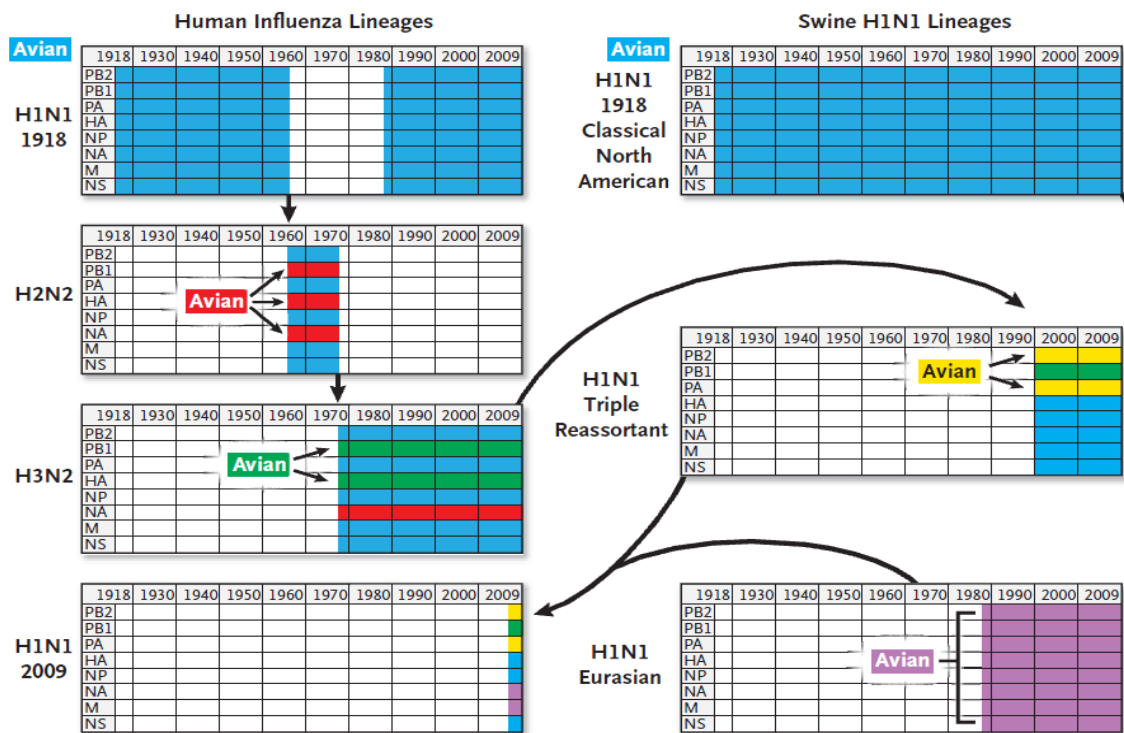 Human Influenza Lineages
Avian
1918 1930 1940 1950 1960 1970 1980 1990 2000 2009
H1N1
1918
PB2
PB1
PA
HA
NP
NA
M
NS
1918 1930 1940 1950 1960 1970 1980 1990 2000 2009
H2N2
PB2
PB1
PA
HA
NP
NA
M
NS
Avian
1918 1930 1940 1950 1960 1970 1980 1990 2000 2009
H3N2
PB2
PB1
PA
HA
NP
NA
M
NS
Avian
1918 1930 1940 1950 1960 1970 1980 1990 2000 2009
H1N1
2009
PB2
PB1
PA
HA
NP
NA
M
NS
Swine H1N1 Lineages
Avian
1918 1930 1940 1950 1960 1970 1980 1990 2000 2009
H1N1
1918
Classical
North
American
PB2
PB1
PA
HA
NP
NA
M
NS
1918 1930 1940 1950 1960 1970 1980 1990 2000 2009
H1N1
Triple
Reassortant
PB2
PB1
PA
HA
NP
NA
M
NS
Avian
1918 1930 1940 1950 1960 1970 1980 1990 2000 2009
H1N1
Eurasian
PB2
PB1
PA
HA
NP
NA
M
NS
Avian